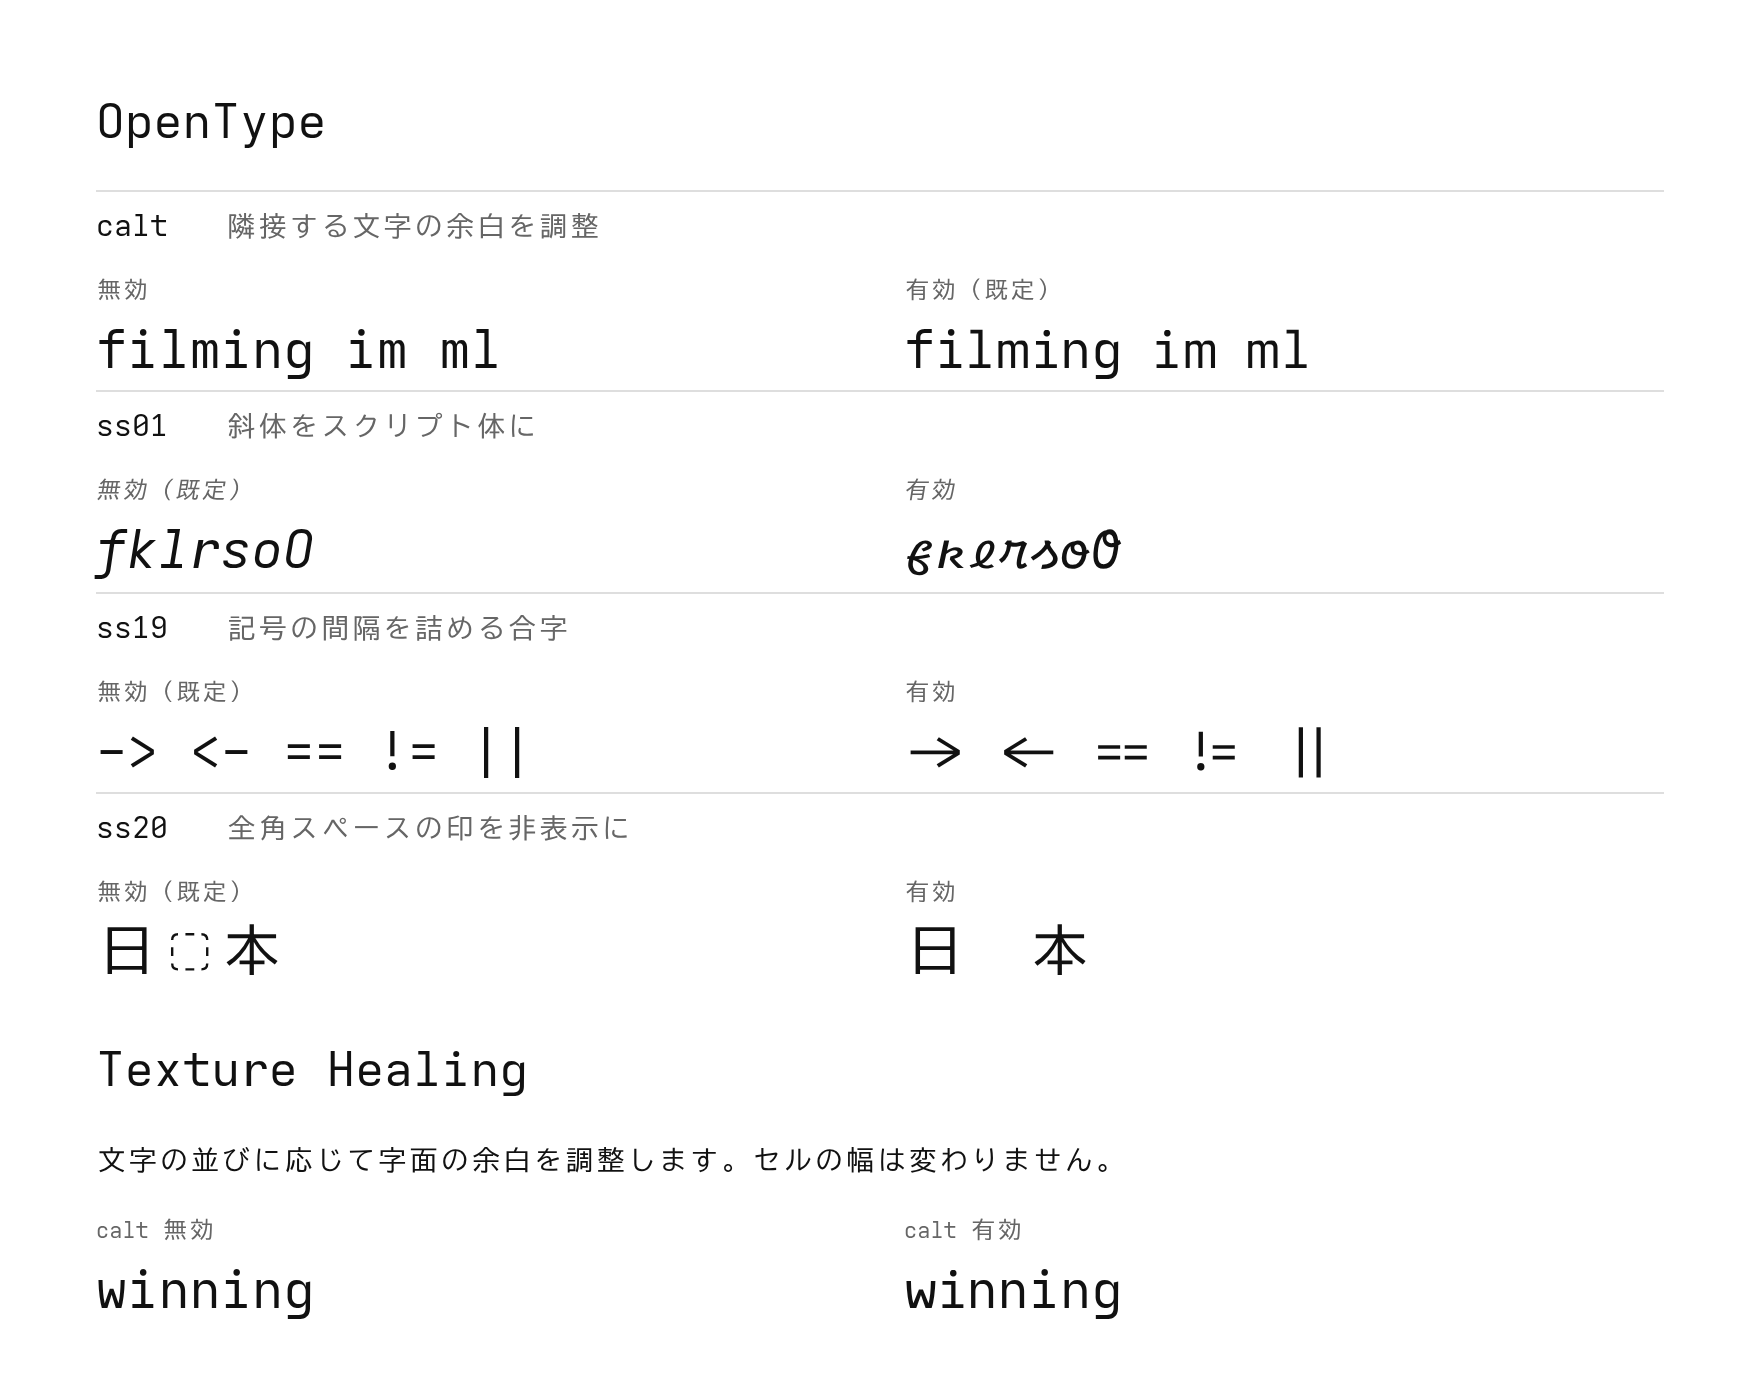 OpenType
calt 隣接する文字の余白を調整
無効 有効（既定）
filming im ml filming im ml
ss01 斜体をスクリプト体に
無効（既定） 有効
fklrsoO fklrsoO
ss19 記号の間隔を詰める合字
無効（既定） 有効
-> <- == != || -> <- == != ||
ss20 全角スペースの印を非表示に
無効（既定） 有効
日　本 日　本
Texture Healing
文字の並びに応じて字面の余白を調整します。セルの幅は変わりません。
calt 無効 calt 有効
winning winning